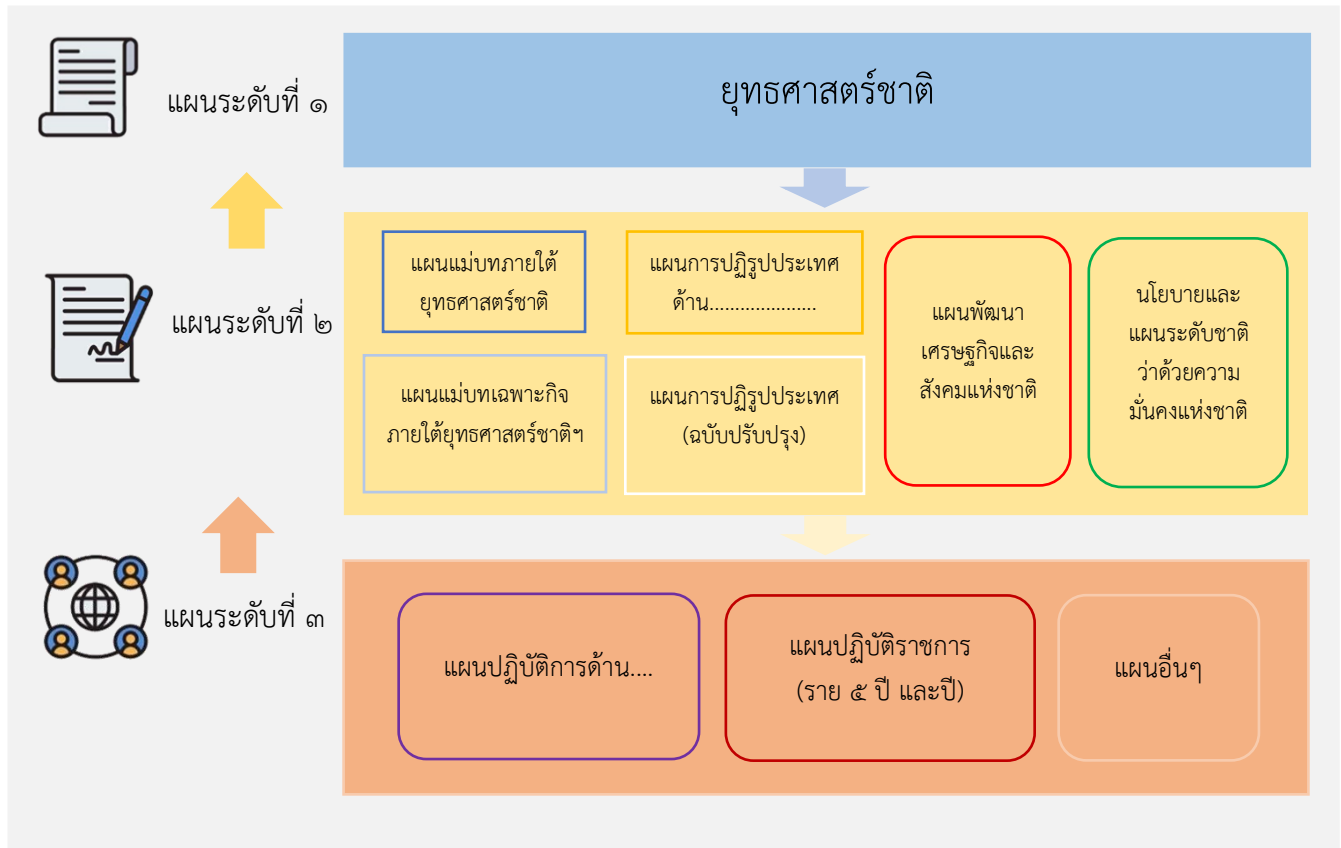 แผนระดับที่ ๑
ยุทธศาสตร์ชาติ
แผนระดับที่ ๒
แผนแม่บทภายใต้
ยุทธศาสตร์ชาติ
แผนการปฏิรูปประเทศ
ด้าน....................
แผนแม่บทเฉพาะกิจ
ภายใต้ยุทธศาสตร์ชาติฯ
แผนการปฏิรูปประเทศ
(ฉบับปรับปรุง)
แผนพัฒนา
เศรษฐกิจและ
สังคมแห่งชาติ
นโยบายและ
แผนระดับชาติ
ว่าด้วยความ
มั่นคงแห่งชาติ
แผนระดับที่ ๓
แผนปฏิบัติการด้าน....
แผนปฏิบัติราชการ
(ราย ๕ ปี และปี)
แผนอื่นๆ